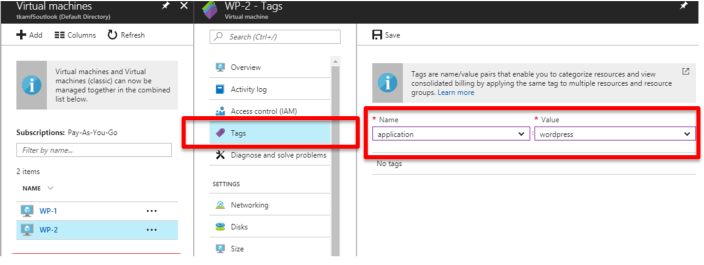 Virtual machines
tkamf5outlook (Default Directory)
Add
Columns
Refresh
Virtual machines and Virtual
machines (classic) can now be
managed together in the combined
list below.
Subscriptions: Pay-As-You-Go
Filter by name...
2 items
NAME
WP-1
WP-2
WP-2 - Tags
Virtual machine
Search (Ctrl+/)
Overview
Activity log
Access control (IAM)
Tags
Diagnose and solve problems
SETTINGS
Networking
Disks
Size
Save
Tags are name/value pairs that enable you to categorize resources and view
consolidated billing by applying the same tag to multiple resources and resource
groups. Learn more
* Name
* Value
application
:
wordpress
No tags